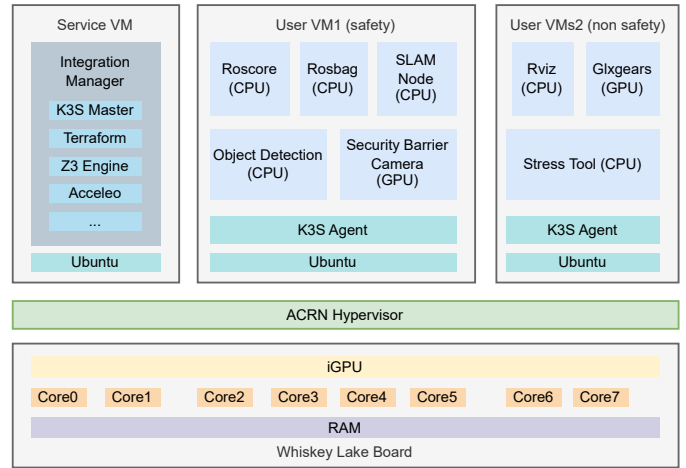 Service VM
Integration
Manager
K3S Master
Terraform
Z3 Engine
Acceleo
...
Ubuntu
User VM1 (safety)
Roscore
(CPU)
Rosbag
(CPU)
SLAM
Node
(CPU)
Object Detection
(CPU)
Security Barrier
Camera
(GPU)
K3S Agent
Ubuntu
User VMs2 (non safety)
Rviz
(CPU)
Glxgears
(GPU)
Stress Tool (CPU)
K3S Agent
Ubuntu
ACRN Hypervisor
iGPU
Core0 Core1 Core2 Core3 Core4 Core5 Core6 Core7
RAM
Whiskey Lake Board